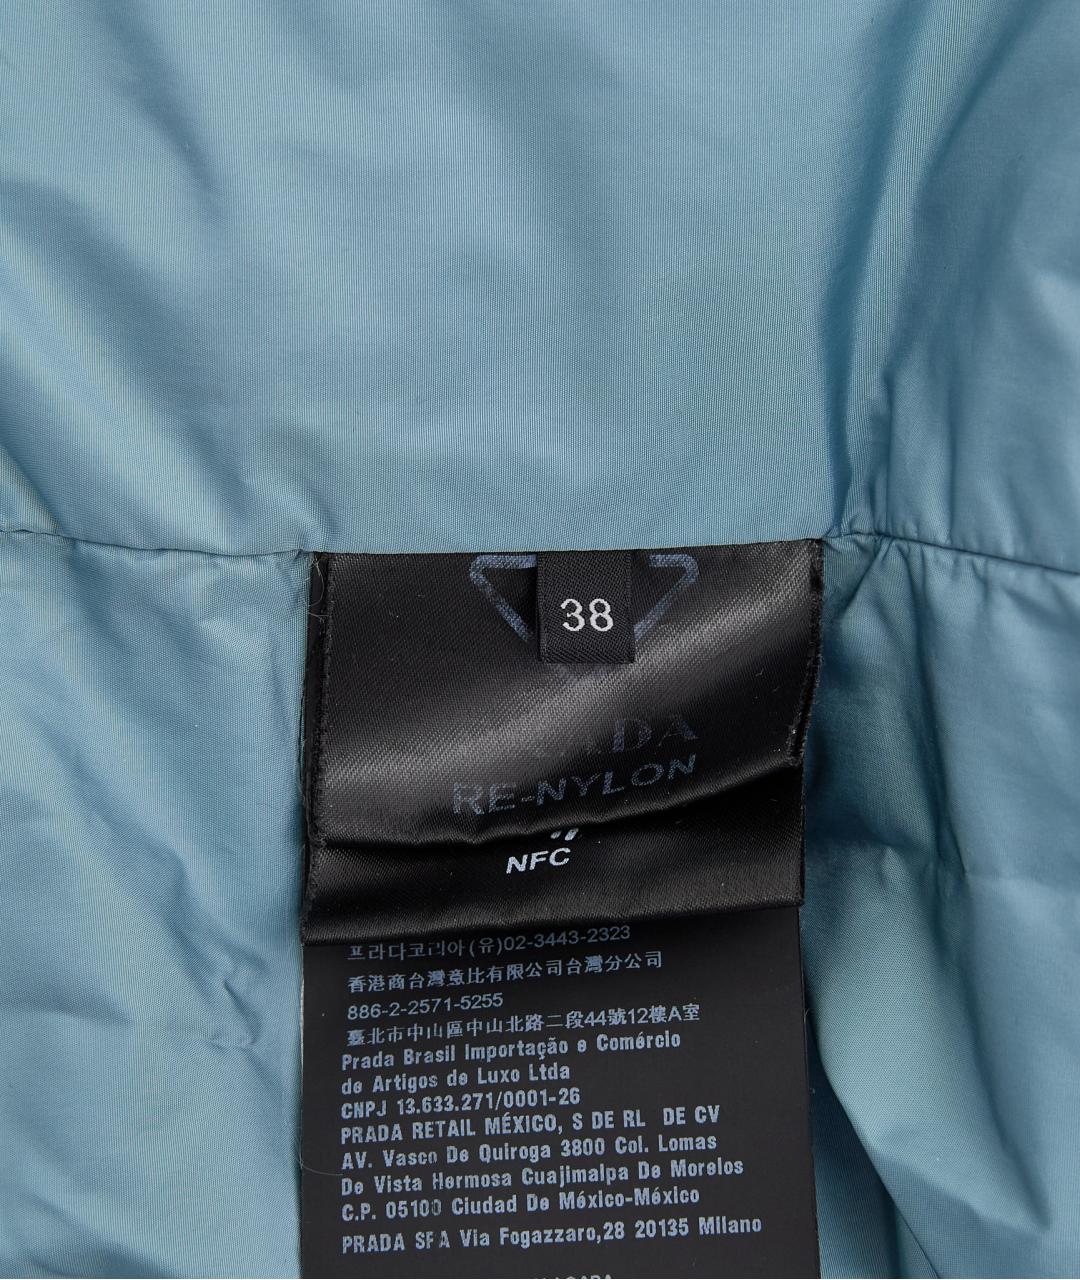 38
RE-NYLON
NFC
프라다코리아(유)02-3443-2323
香港商台灣意比有限公司台灣分公司
886-2-2571-5255
臺北市中山區中山北路二段44號12樓A室
Prada Brasil Importação e Comércio
de Artigos de Luxo Ltda
CNPJ 13.633.271/0001-26
PRADA RETAIL MÉXICO, S DE RL DE CV
AV. Vasco De Quiroga 3800 Col. Lomas
De Vista Hermosa Cuajimalpa De Morelos
C.P. 05100 Ciudad De México-México
PRADA SPA Via Fogazzaro,28 20135 Milano